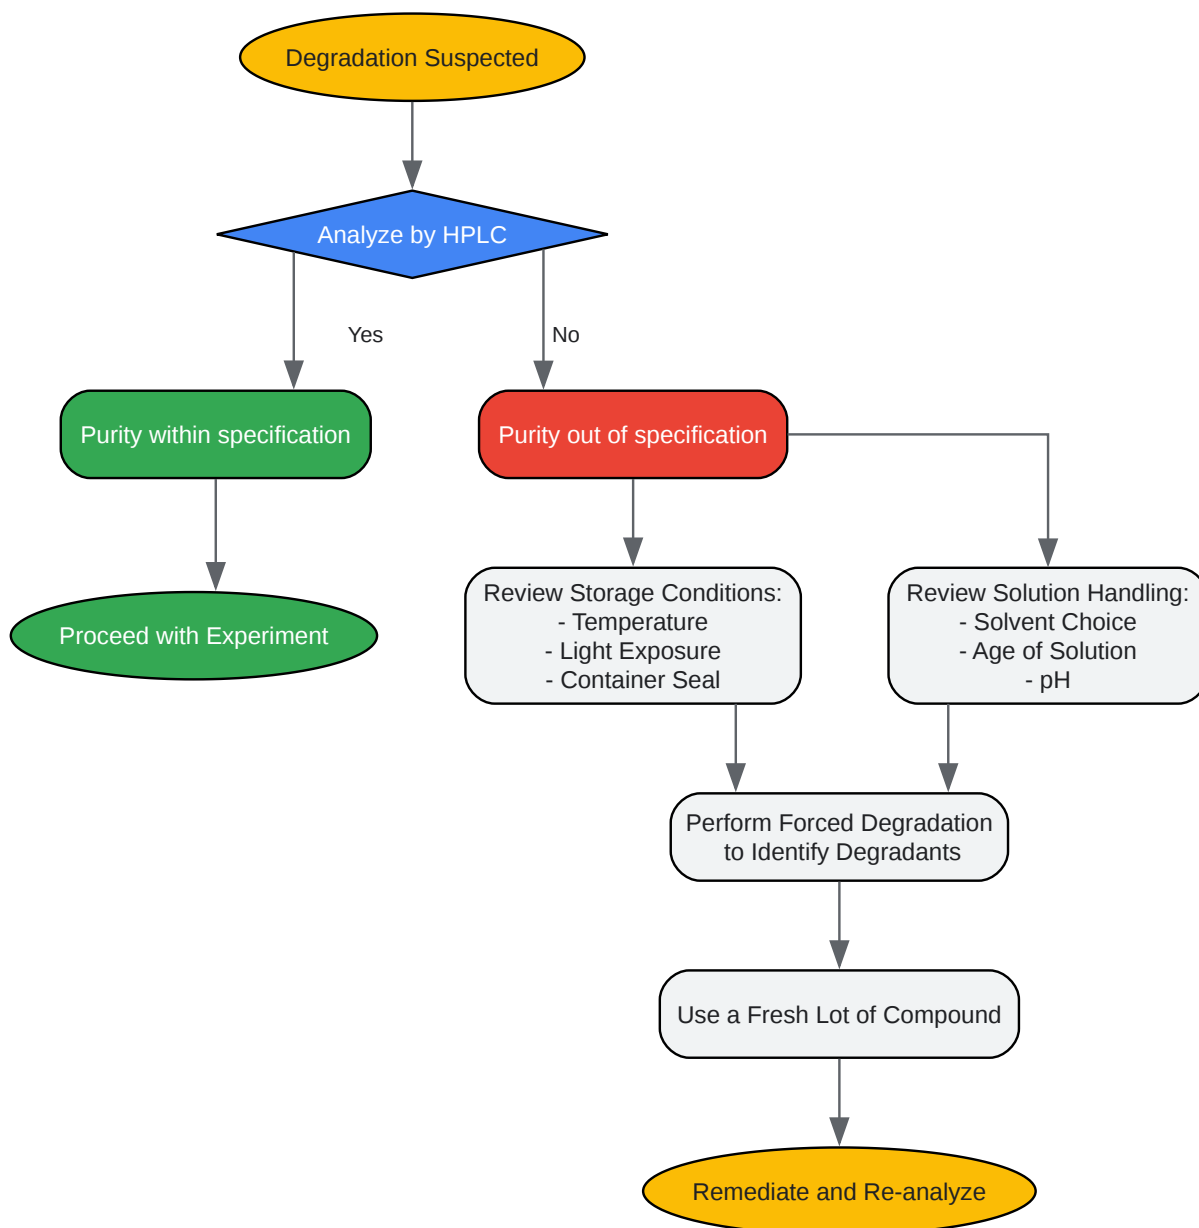 Degradation Suspected
Analyze by HPLC
Yes
No
Purity within specification
Purity out of specification
Proceed with Experiment
Review Storage Conditions:
- Temperature
- Light Exposure
- Container Seal
Review Solution Handling:
- Solvent Choice
- Age of Solution
- pH
Perform Forced Degradation
to Identify Degradants
Use a Fresh Lot of Compound
Remediate and Re-analyze